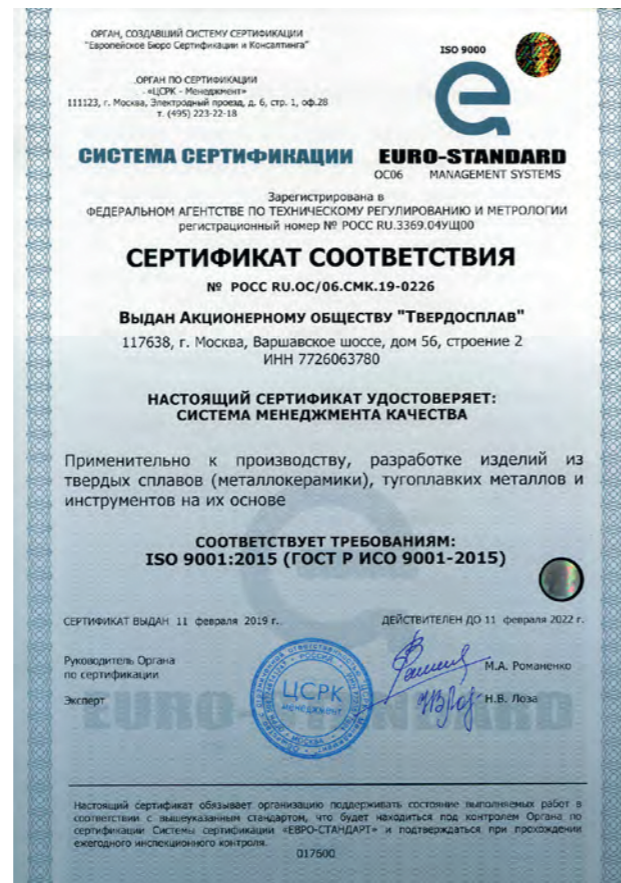 ОРГАН, СОЗДАВШИЙ СИСТЕМУ СЕРТИФИКАЦИИ
"Европейское Бюро Сертификации и Консалтинга"
ISO 9000
ОРГАН ПО СЕРТИФИКАЦИИ
«ЦСРК - Менеджмент»
111123, г. Москва, Электродный проезд, д. 6, стр. 1, оф.28
т. (495) 223-22-18
СИСТЕМА СЕРТИФИКАЦИИ EURO-STANDARD
ОС06 MANAGEMENT SYSTEMS
Зарегистрирована в
ФЕДЕРАЛЬНОМ АГЕНТСТВЕ ПО ТЕХНИЧЕСКОМУ РЕГУЛИРОВАНИЮ И МЕТРОЛОГИИ
регистрационный номер № РОСС RU.3369.04УЩ00
СЕРТИФИКАТ СООТВЕТСТВИЯ
№ РОСС RU.ОС/06.СМК.19-0226
Выдан Акционерному обществу "Твердосплав"
117638, г. Москва, Варшавское шоссе, дом 56, строение 2
ИНН 7726063780
НАСТОЯЩИЙ СЕРТИФИКАТ УДОСТОВЕРЯЕТ:
СИСТЕМА МЕНЕДЖМЕНТА КАЧЕСТВА
Применительно к производству, разработке изделий из
твердых сплавов (металлокерамики), тугоплавких металлов и
инструментов на их основе
СООТВЕТСТВУЕТ ТРЕБОВАНИЯМ:
ISO 9001:2015 (ГОСТ Р ИСО 9001-2015)
СЕРТИФИКАТ ВЫДАН 11 февраля 2019 г. ДЕЙСТВИТЕЛЕН ДО 11 февраля 2022 г.
Руководитель Органа
по сертификации
М.А. Романенко
Эксперт
Н.В. Лоза
ЦСРК
менеджмент
МОСКВА
EURO-STANDARD
Настоящий сертификат обязывает организацию поддерживать состояние выполняемых работ в
соответствии с вышеуказанным стандартом, что будет находиться под контролем Органа по
сертификации Системы сертификации «ЕВРО-СТАНДАРТ» и подтверждаться при прохождении
ежегодного инспекционного контроля.
017600